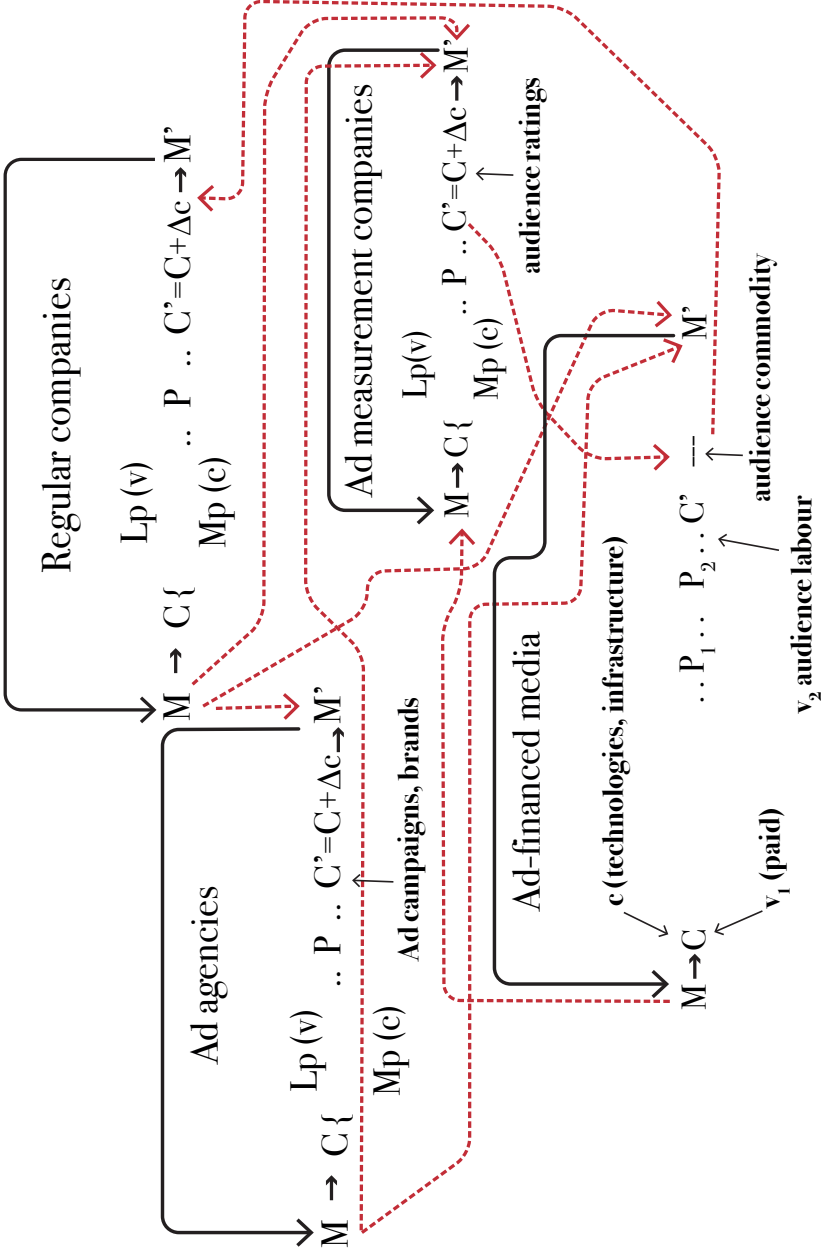 Regular companies
Lp (v)
M → C{ .. P .. C’=C+Δc→M’
Mp (c)
Ad agencies
Lp (v)
M → C{ .. P .. C’=C+Δc→M’
Mp (c)
Ad campaigns, brands
Ad measurement companies
Lp(v)
M→C{ .. P .. C’=C+Δc→M’
Mp (c)
audience ratings
Ad-financed media
c (technologies, infrastructure)
M→C ..P₁.. P₂..C’ --- M’
v₁ (paid)
v₂ audience labour
audience commodity